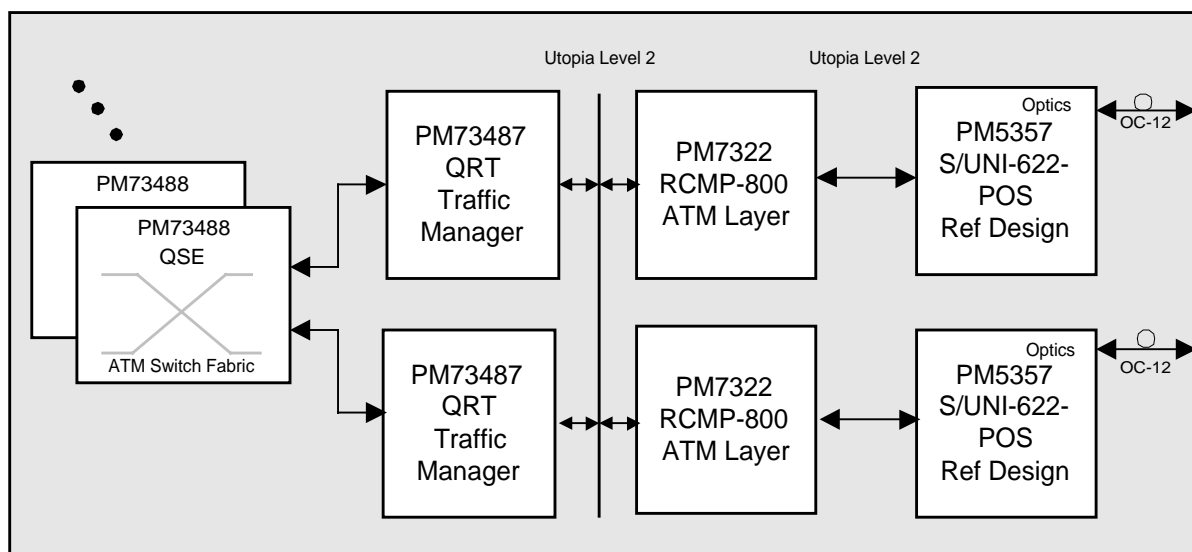 Utopia Level 2
Utopia Level 2
PM73488
PM73488
QSE
ATM Switch Fabric
PM73487
QRT
Traffic
Manager
PM7322
RCMP-800
ATM Layer
Optics
PM5357
S/UNI-622-
POS
Ref Design
OC-12
PM73487
QRT
Traffic
Manager
PM7322
RCMP-800
ATM Layer
Optics
PM5357
S/UNI-622-
POS
Ref Design
OC-12